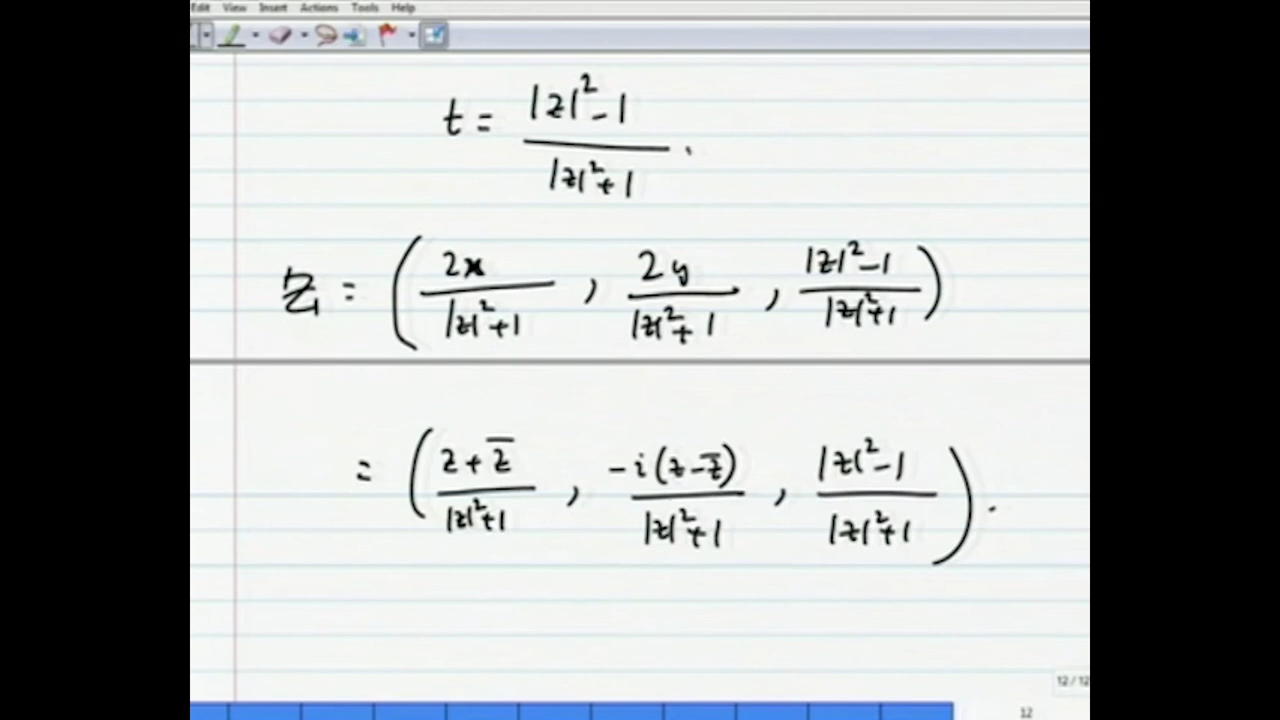 Edit View Insert Actions Tools Help
t = |z|²-1 / |z|²+1 .
Z = ( 2x / |z|²+1 , 2y / |z|²+1 , |z|²-1 / |z|²+1 )
= ( z+z̅ / |z|²+1 , -i(z-z̅) / |z|²+1 , |z|²-1 / |z|²+1 ) .
12 / 12
12